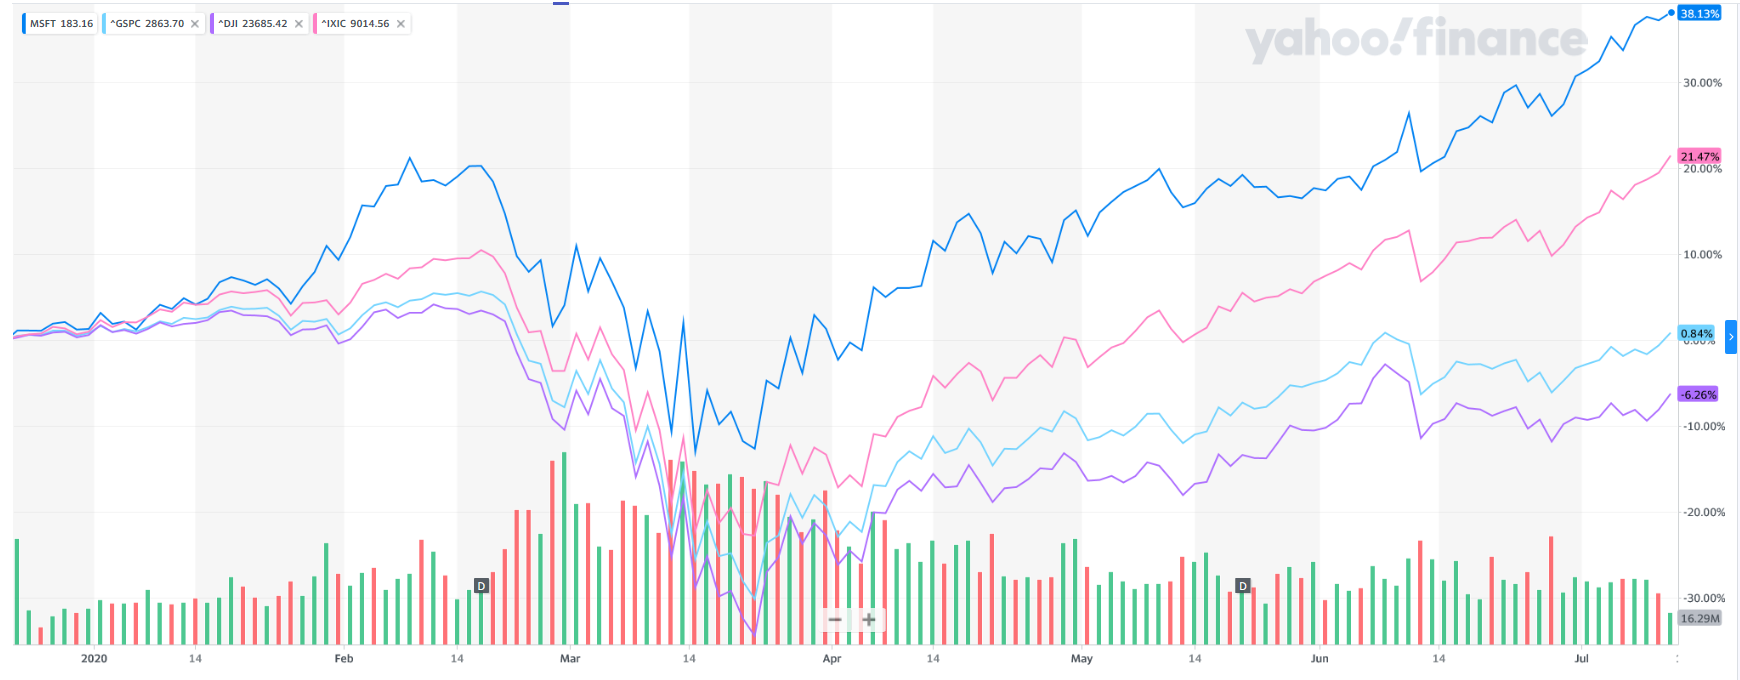 MSFT 183.16 ^GSPC 2863.70 ^DJI 23685.42 ^IXIC 9014.56
yahoo!finance
38.13%
30.00%
21.47%
20.00%
10.00%
0.84%
0.00%
-6.26%
-10.00%
-20.00%
D D
-30.00%
16.29M
2020 14 Feb 14 Mar 14 Apr 14 May 14 Jun 14 Jul